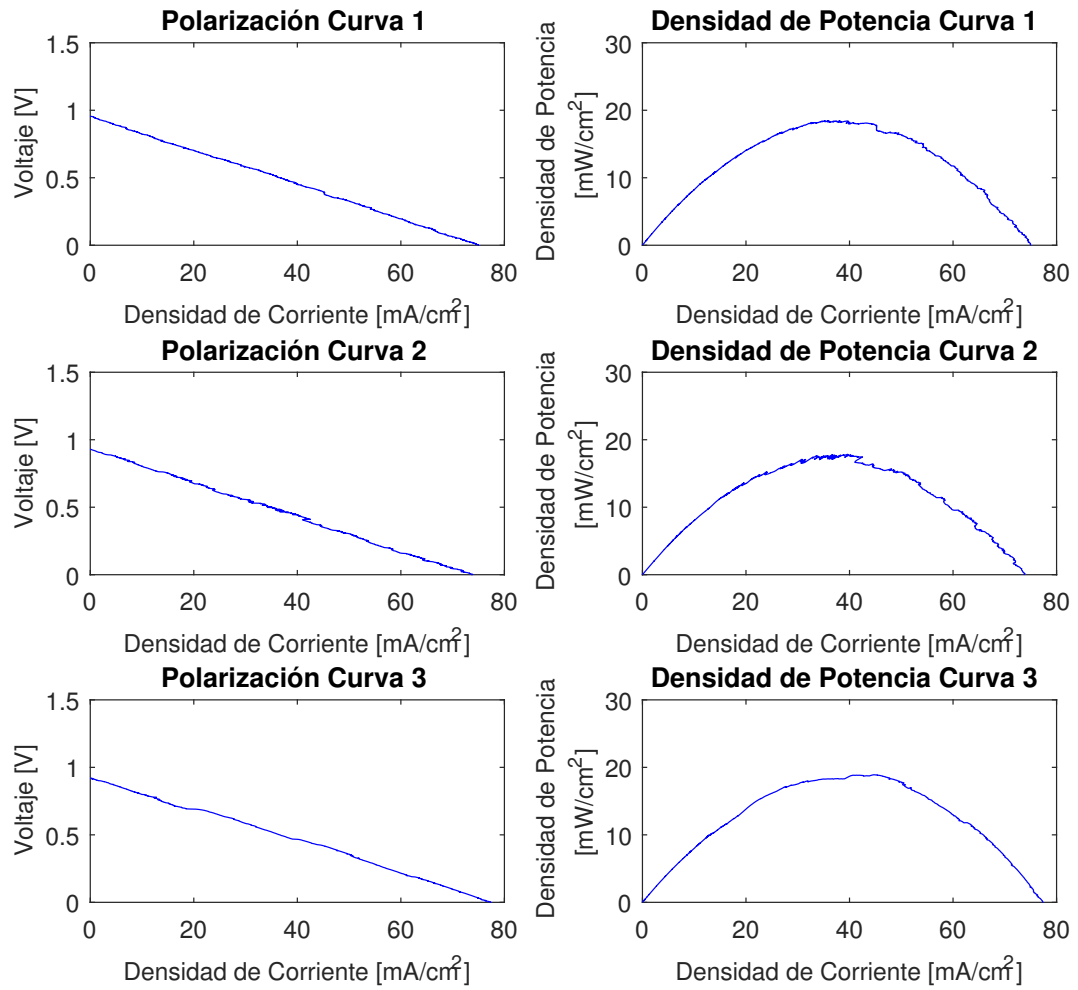 Polarización Curva 1
1.5
1
0.5
0
Voltaje [V]
0 20 40 60 80
Densidad de Corriente [mA/cm²]
Densidad de Potencia Curva 1
30
20
10
0
Densidad de Potencia
[mW/cm²]
0 20 40 60 80
Densidad de Corriente [mA/cm²]
Polarización Curva 2
1.5
1
0.5
0
Voltaje [V]
0 20 40 60 80
Densidad de Corriente [mA/cm²]
Densidad de Potencia Curva 2
30
20
10
0
Densidad de Potencia
[mW/cm²]
0 20 40 60 80
Densidad de Corriente [mA/cm²]
Polarización Curva 3
1.5
1
0.5
0
Voltaje [V]
0 20 40 60 80
Densidad de Corriente [mA/cm²]
Densidad de Potencia Curva 3
30
20
10
0
Densidad de Potencia
[mW/cm²]
0 20 40 60 80
Densidad de Corriente [mA/cm²]